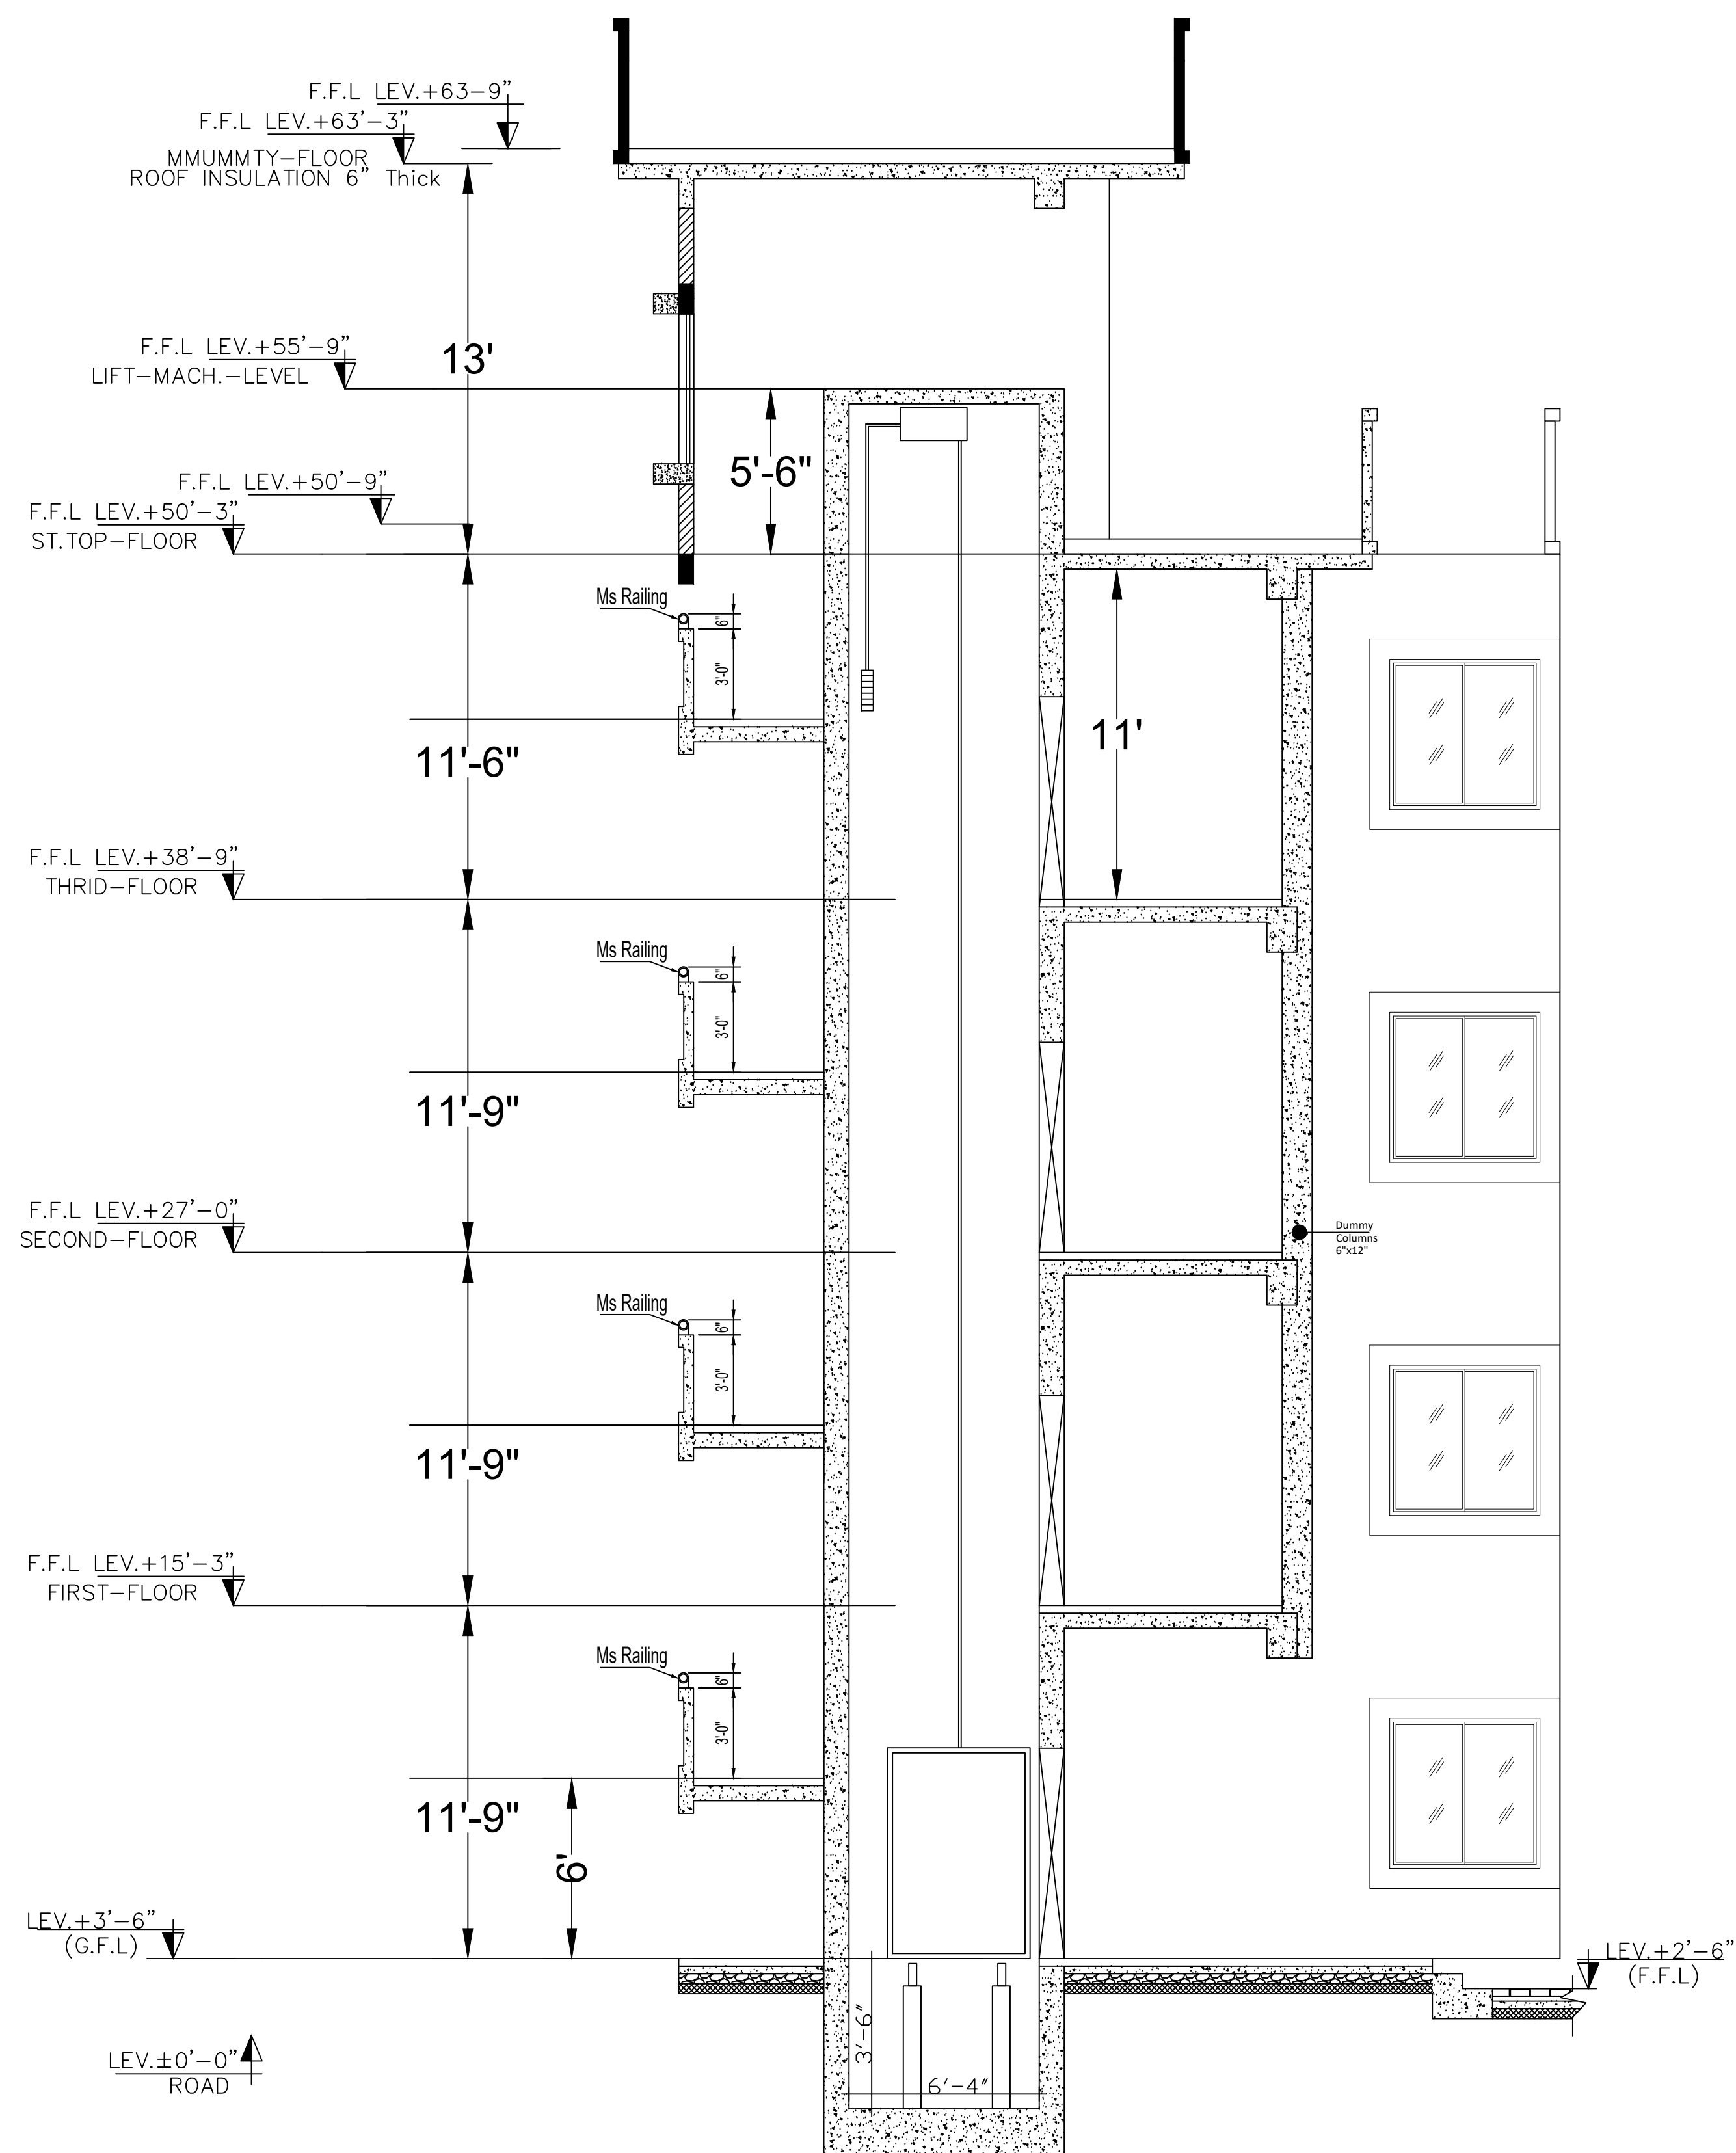 F.F.L LEV.+63-9”
F.F.L LEV.+63’-3”
MMUMMTY-FLOOR
ROOF INSULATION 6” Thick
F.F.L LEV.+55’-9”
LIFT-MACH.-LEVEL
13'
5'-6"
F.F.L LEV.+50’-9”
F.F.L LEV.+50’-3”
ST.TOP-FLOOR
Ms Railing
6"
3'-0"
11'
11'-6"
F.F.L LEV.+38’-9”
THRID-FLOOR
Ms Railing
6"
3'-0"
11'-9"
F.F.L LEV.+27’-0”
SECOND-FLOOR
Dummy
Columns
6"x12"
Ms Railing
6"
3'-0"
11'-9"
F.F.L LEV.+15’-3”
FIRST-FLOOR
Ms Railing
6"
3'-0"
11'-9"
6'
LEV.+3’-6”
(G.F.L)
LEV.+2’-6”
(F.F.L)
3'-6"
6'-4"
LEV.±0’-0”
ROAD